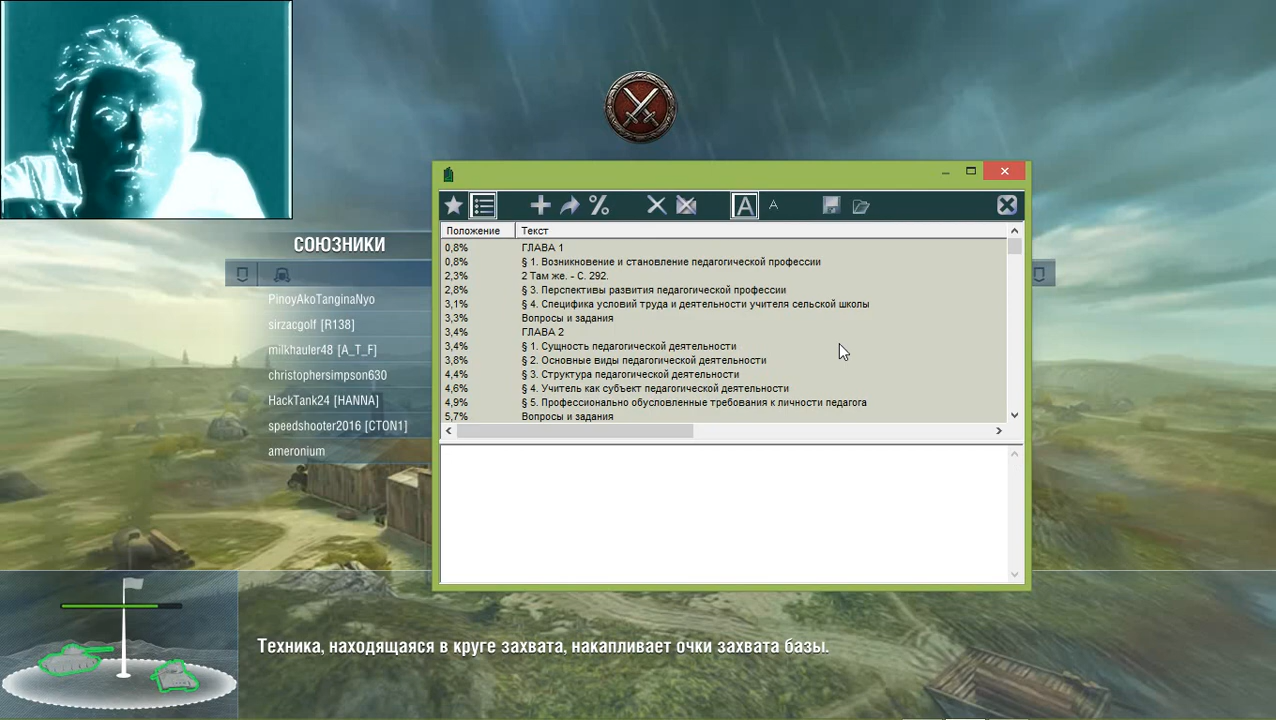 СОЮЗНИКИ
PinoyAkoTanginaNyo
sirzacgolf [R138]
milkhauler48 [A_T_F]
christophersimpson630
HackTank24 [HANNA]
speedshooter2016 [CTON1]
ameronium
Положение Текст
0,8% ГЛАВА 1
0,8% § 1. Возникновение и становление педагогической профессии
2,3% 2 Там же. - С. 292.
2,8% § 3. Перспективы развития педагогической профессии
3,1% § 4. Специфика условий труда и деятельности учителя сельской школы
3,3% Вопросы и задания
3,4% ГЛАВА 2
3,4% § 1. Сущность педагогической деятельности
3,8% § 2. Основные виды педагогической деятельности
4,4% § 3. Структура педагогической деятельности
4,6% § 4. Учитель как субъект педагогической деятельности
4,9% § 5. Профессионально обусловленные требования к личности педагога
5,7% Вопросы и задания
Техника, находящаяся в круге захвата, накапливает очки захвата базы.